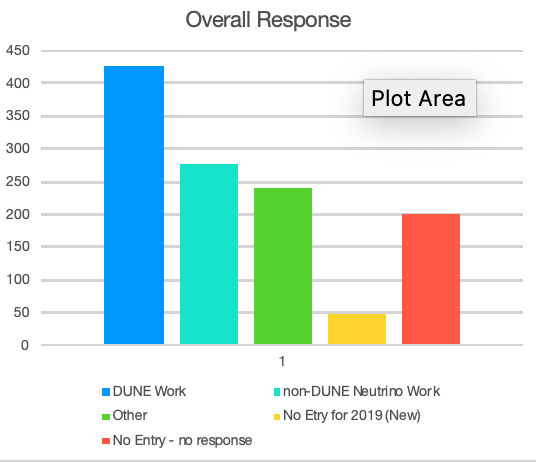 Overall Response
450
400
350
300
250
200
150
100
50
0
Plot Area
1
DUNE Work
non-DUNE Neutrino Work
Other
No Etry for 2019 (New)
No Entry - no response